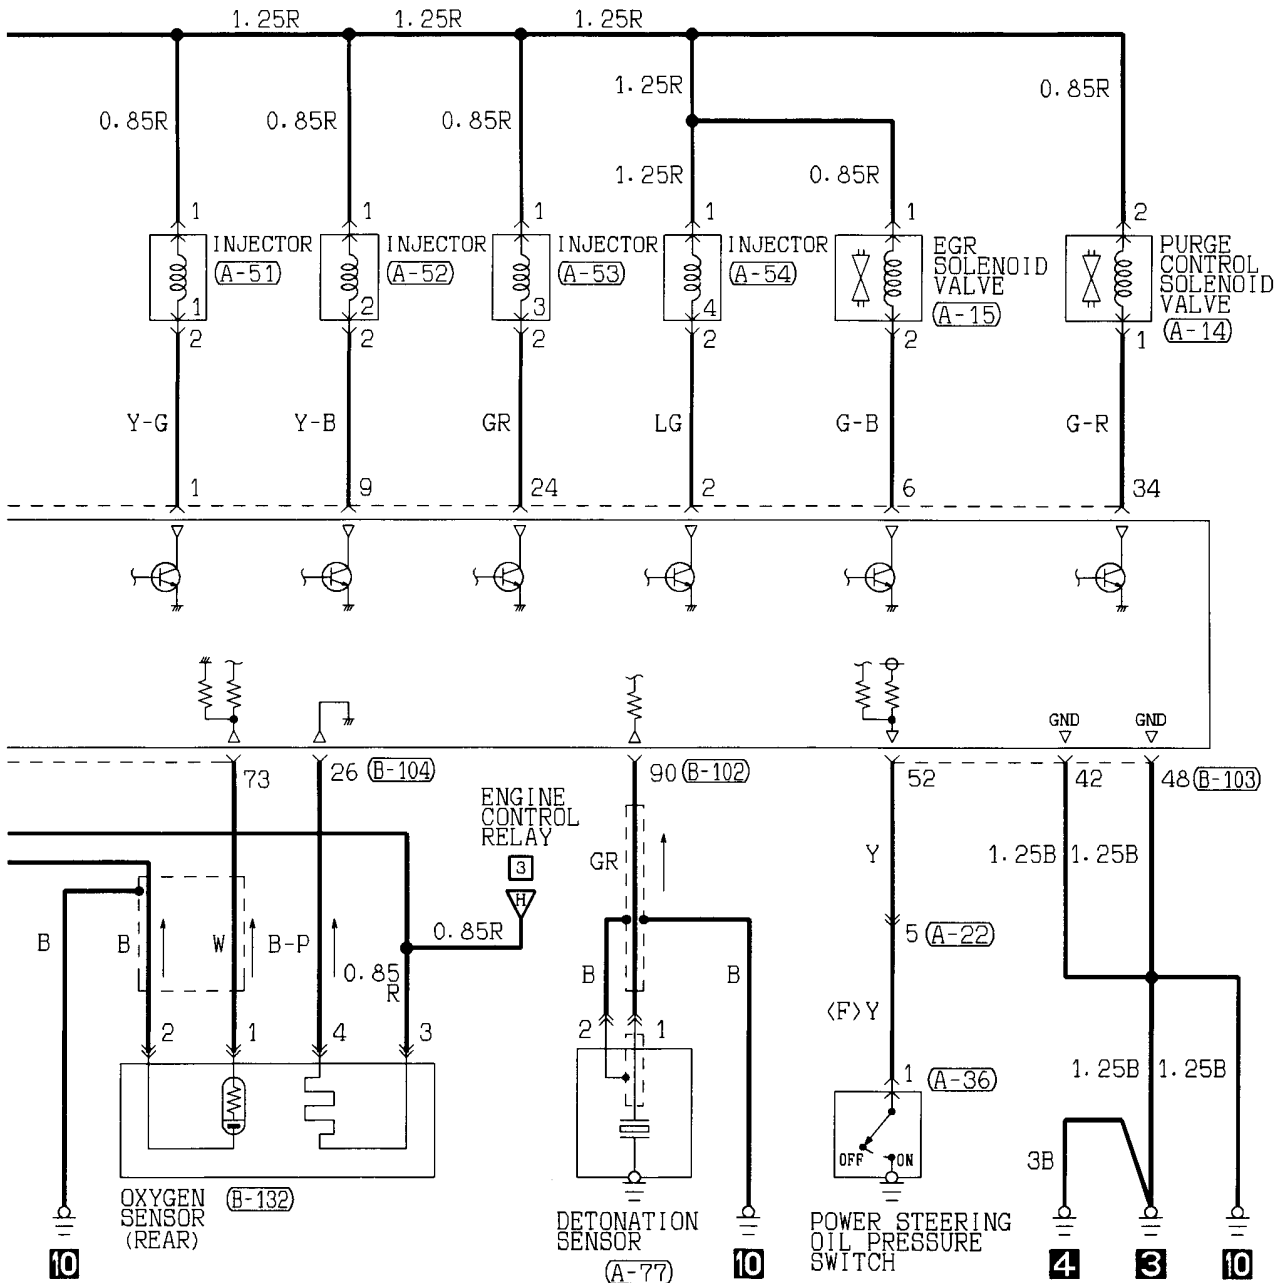 1.25R 1.25R 1.25R
1.25R 0.85R
0.85R 0.85R 0.85R
1.25R 0.85R
1 1 1 1 1 2
INJECTOR INJECTOR INJECTOR INJECTOR EGR SOLENOID VALVE PURGE CONTROL SOLENOID VALVE
(A-51) (A-52) (A-53) (A-54) (A-15) (A-14)
1 2 3 4
2 2 2 2 2 1
Y-G Y-B GR LG G-B G-R
1 9 24 2 6 34
GND GND
73 26 (B-104) 90 (B-102) 52 42 48 (B-103)
ENGINE
CONTROL
RELAY
3
H
GR Y 1.25B 1.25B
B B W B-P 0.85R
0.85
R
B B
5 (A-22)
<F>Y
2 1 4 3 2 1
1 (A-36)
1.25B 1.25B
OFF ON
3B
OXYGEN
SENSOR
(REAR)
(B-132)
10
DETONATION
SENSOR
(A-77)
10
POWER STEERING
OIL PRESSURE
SWITCH
4 3 10